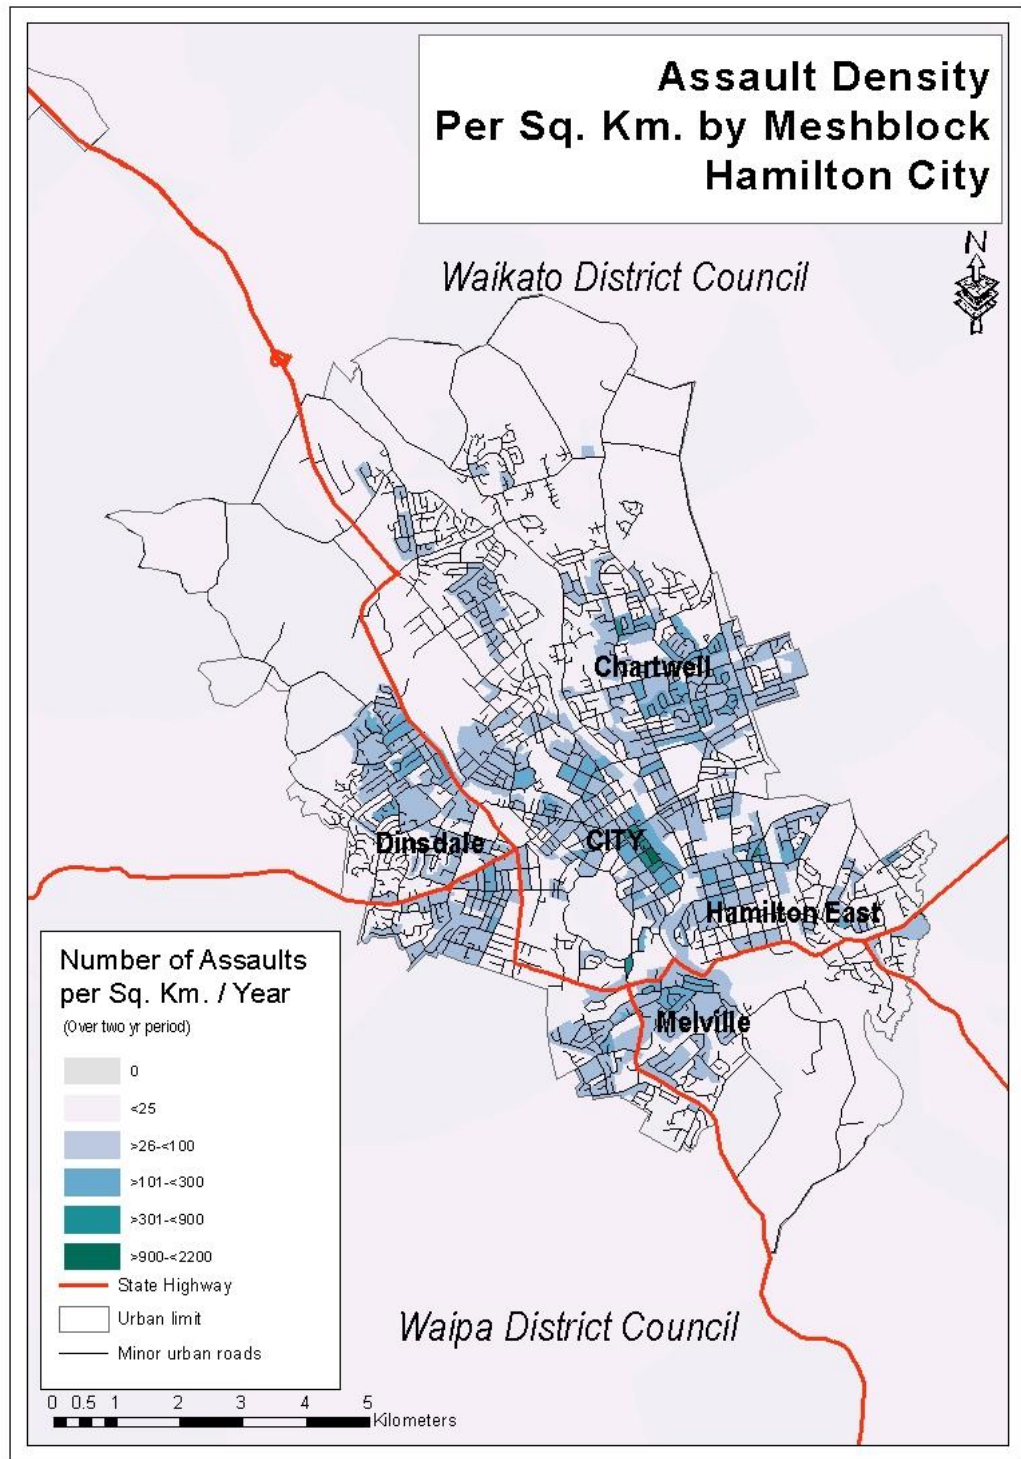 Assault Density
Per Sq. Km. by Meshblock
Hamilton City
N
Waikato District Council
Chartwell
Dinsdale
CITY
Hamilton East
Melville
Number of Assaults
per Sq. Km. / Year
(Over two yr period)
0
<25
>26-<100
>101-<300
>301-<900
>900-<2200
State Highway
Urban limit
Minor urban roads
Waipa District Council
0 0.5 1 2 3 4 5
Kilometers